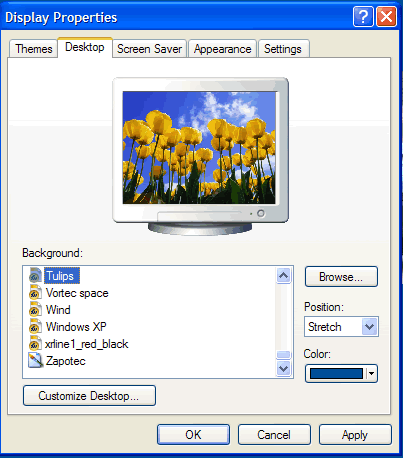 Display Properties
Themes Desktop Screen Saver Appearance Settings
Background:
Tulips
Vortec space
Wind
Windows XP
xrline1_red_black
Zapotec
Browse...
Position:
Stretch
Color:
Customize Desktop...
OK Cancel Apply